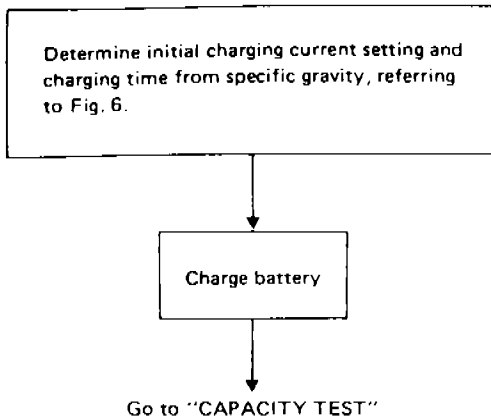 Determine initial charging current setting and
charging time from specific gravity, referring
to Fig. 6.
Charge battery
Go to "CAPACITY TEST"